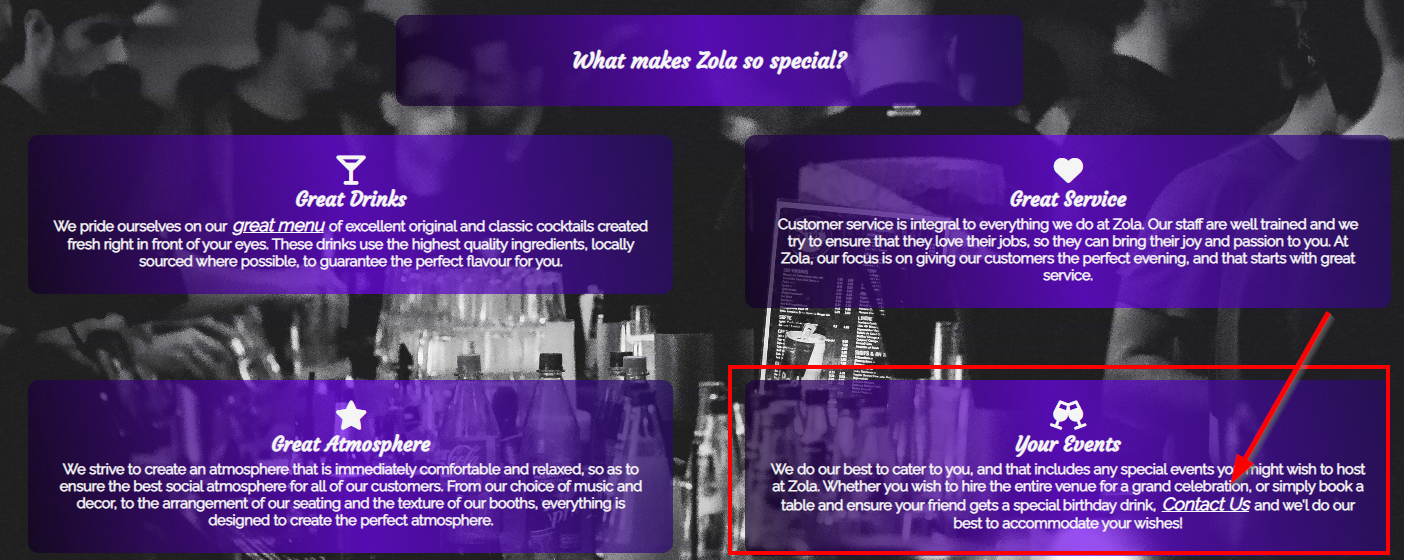 What makes Zola so special?
Great Drinks
We pride ourselves on our great menu of excellent original and classic cocktails created
fresh right in front of your eyes. These drinks use the highest quality ingredients, locally
sourced where possible, to guarantee the perfect flavour for you.
Great Service
Customer service is integral to everything we do at Zola. Our staff are well trained and we
try to ensure that they love their jobs, so they can bring their joy and passion to you. At
Zola, our focus is on giving our customers the perfect evening, and that starts with great
service.
Great Atmosphere
We strive to create an atmosphere that is immediately comfortable and relaxed, so as to
ensure the best social atmosphere for all of our customers. From our choice of music and
decor, to the arrangement of our seating and the texture of our booths, everything is
designed to create the perfect atmosphere.
Your Events
We do our best to cater to you, and that includes any special events you might wish to host
at Zola. Whether you wish to hire the entire venue for a grand celebration, or simply book a
table and ensure your friend gets a special birthday drink, Contact Us and we'l do our
best to accommodate your wishes!